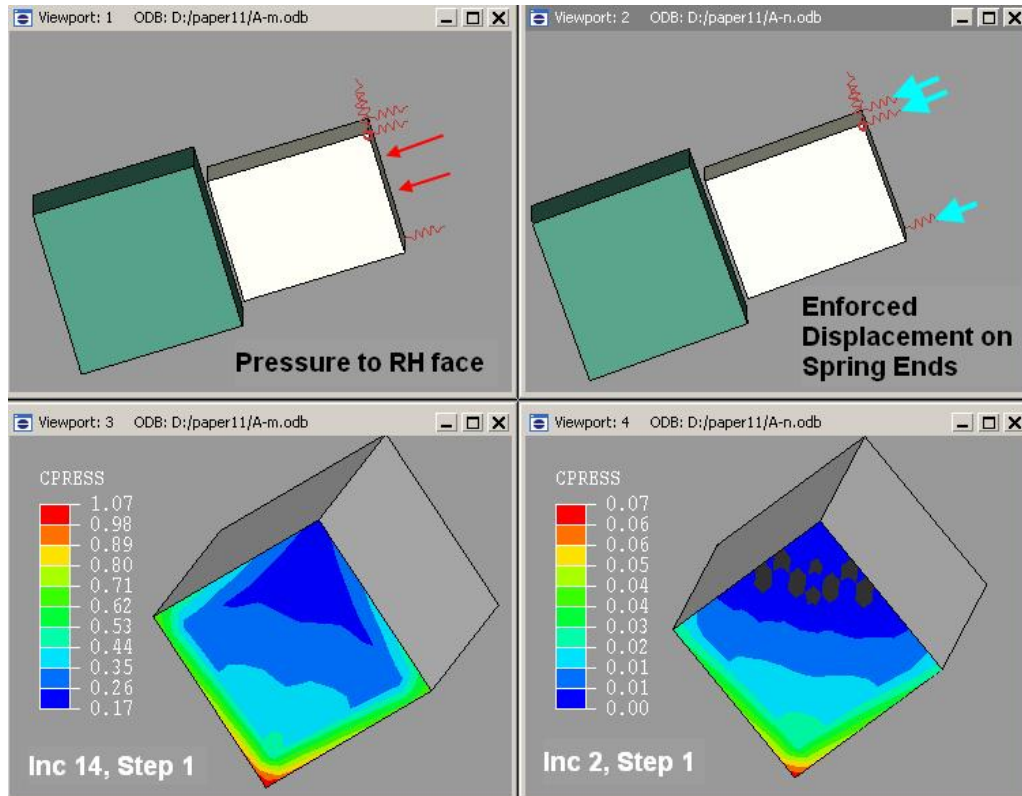 Viewport: 1 ODB: D:/paper11/A-m.odb
Pressure to RH face
Viewport: 2 ODB: D:/paper11/A-n.odb
Enforced
Displacement on
Spring Ends
Viewport: 3 ODB: D:/paper11/A-m.odb
CPRESS
1.07
0.98
0.89
0.80
0.71
0.62
0.53
0.44
0.35
0.26
0.17
Inc 14, Step 1
Viewport: 4 ODB: D:/paper11/A-n.odb
CPRESS
0.07
0.06
0.06
0.05
0.04
0.04
0.03
0.02
0.01
0.01
0.00
Inc 2, Step 1